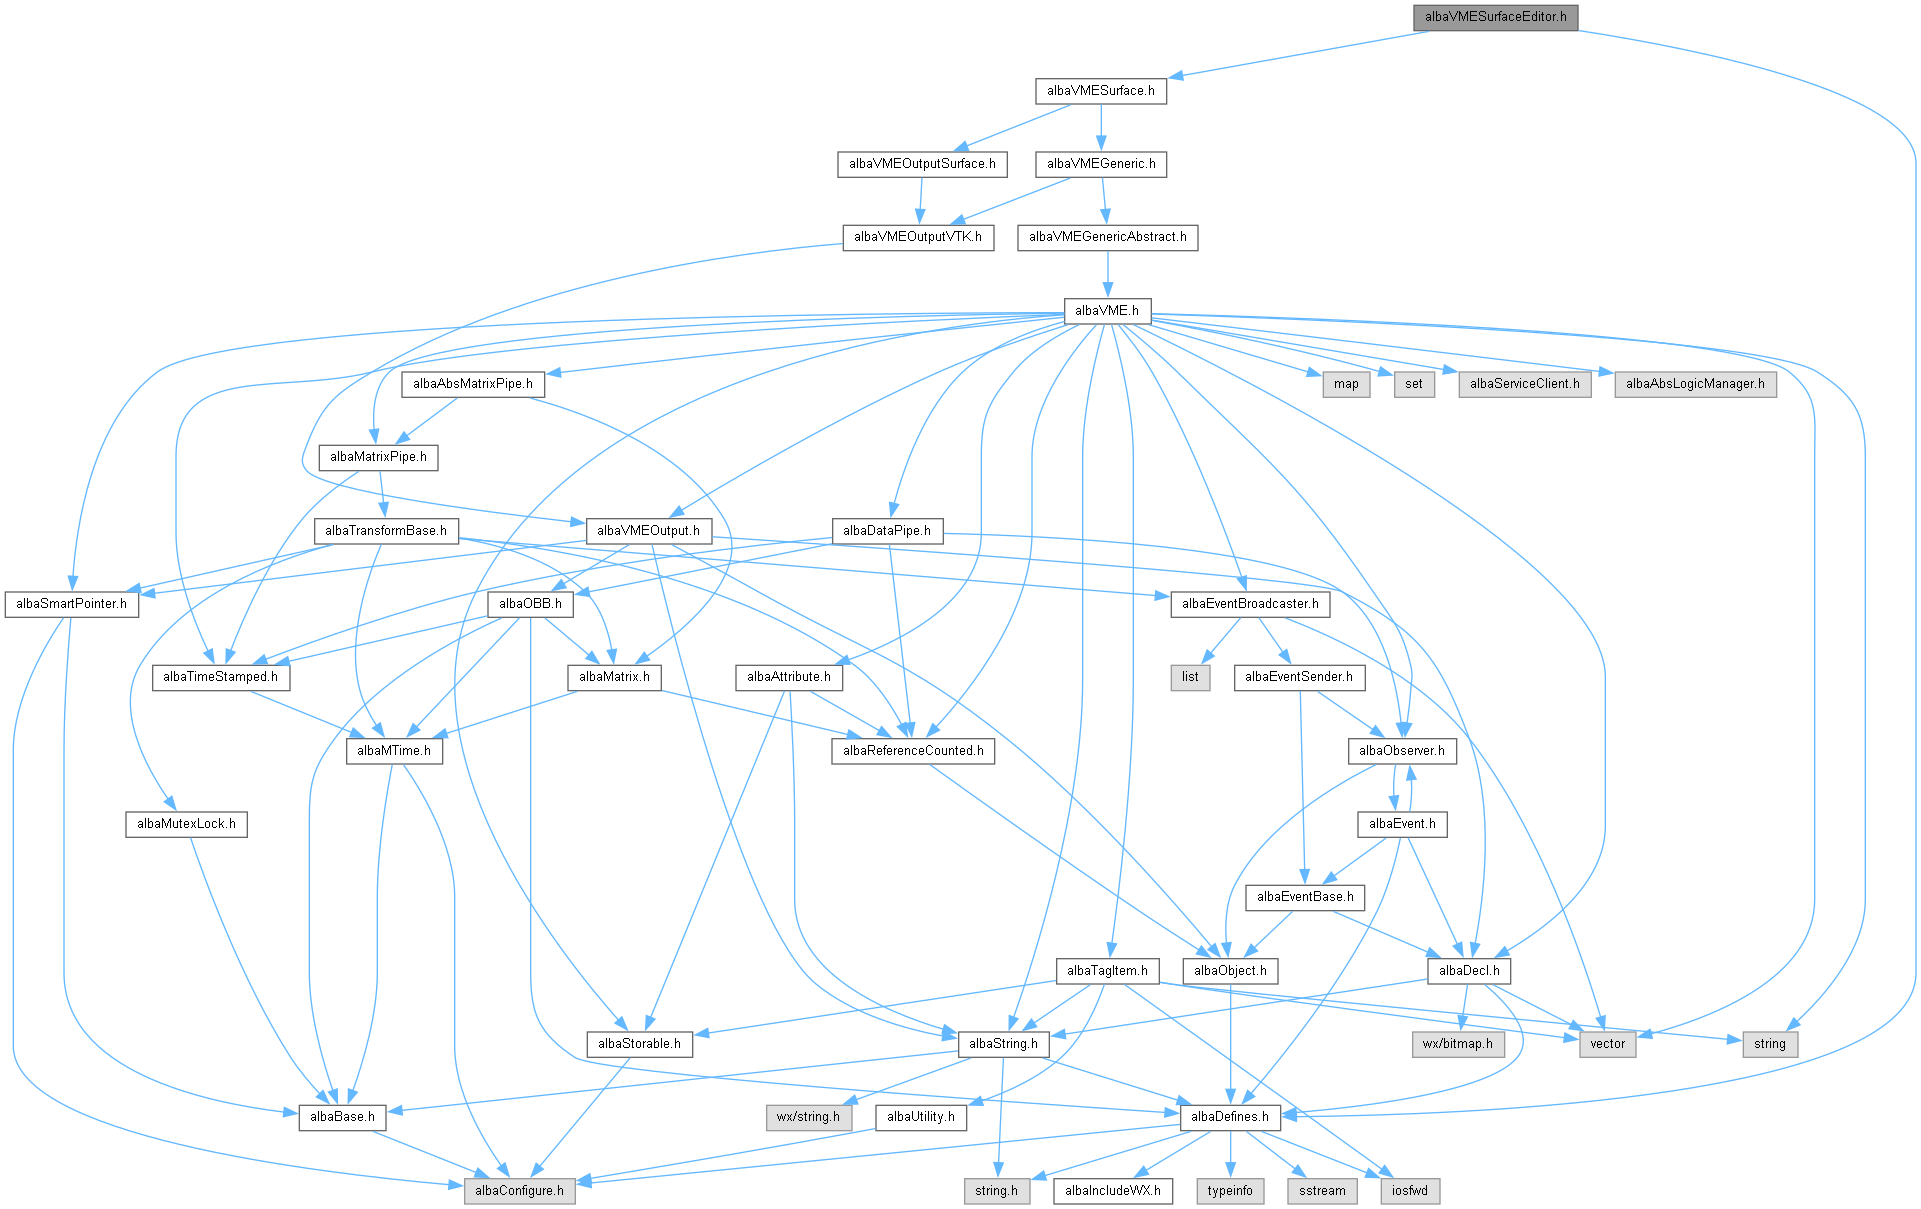 albaVMESurfaceEditor.h
albaVMESurface.h
albaVMEOutputSurface.h
albaVMEGeneric.h
albaVMEOutputVTK.h
albaVMEGenericAbstract.h
albaVME.h
albaAbsMatrixPipe.h
map
set
albaServiceClient.h
albaAbsLogicManager.h
albaMatrixPipe.h
albaTransformBase.h
albaVMEOutput.h
albaDataPipe.h
albaSmartPointer.h
albaOBB.h
albaEventBroadcaster.h
albaTimeStamped.h
albaMatrix.h
albaAttribute.h
list
albaEventSender.h
albaMTime.h
albaReferenceCounted.h
albaObserver.h
albaMutexLock.h
albaEvent.h
albaEventBase.h
albaTagItem.h
albaObject.h
albaDecl.h
albaStorable.h
albaString.h
wx/bitmap.h
vector
string
albaBase.h
wx/string.h
albaUtility.h
albaDefines.h
albaConfigure.h
string.h
albaIncludeWX.h
typeinfo
sstream
iosfwd